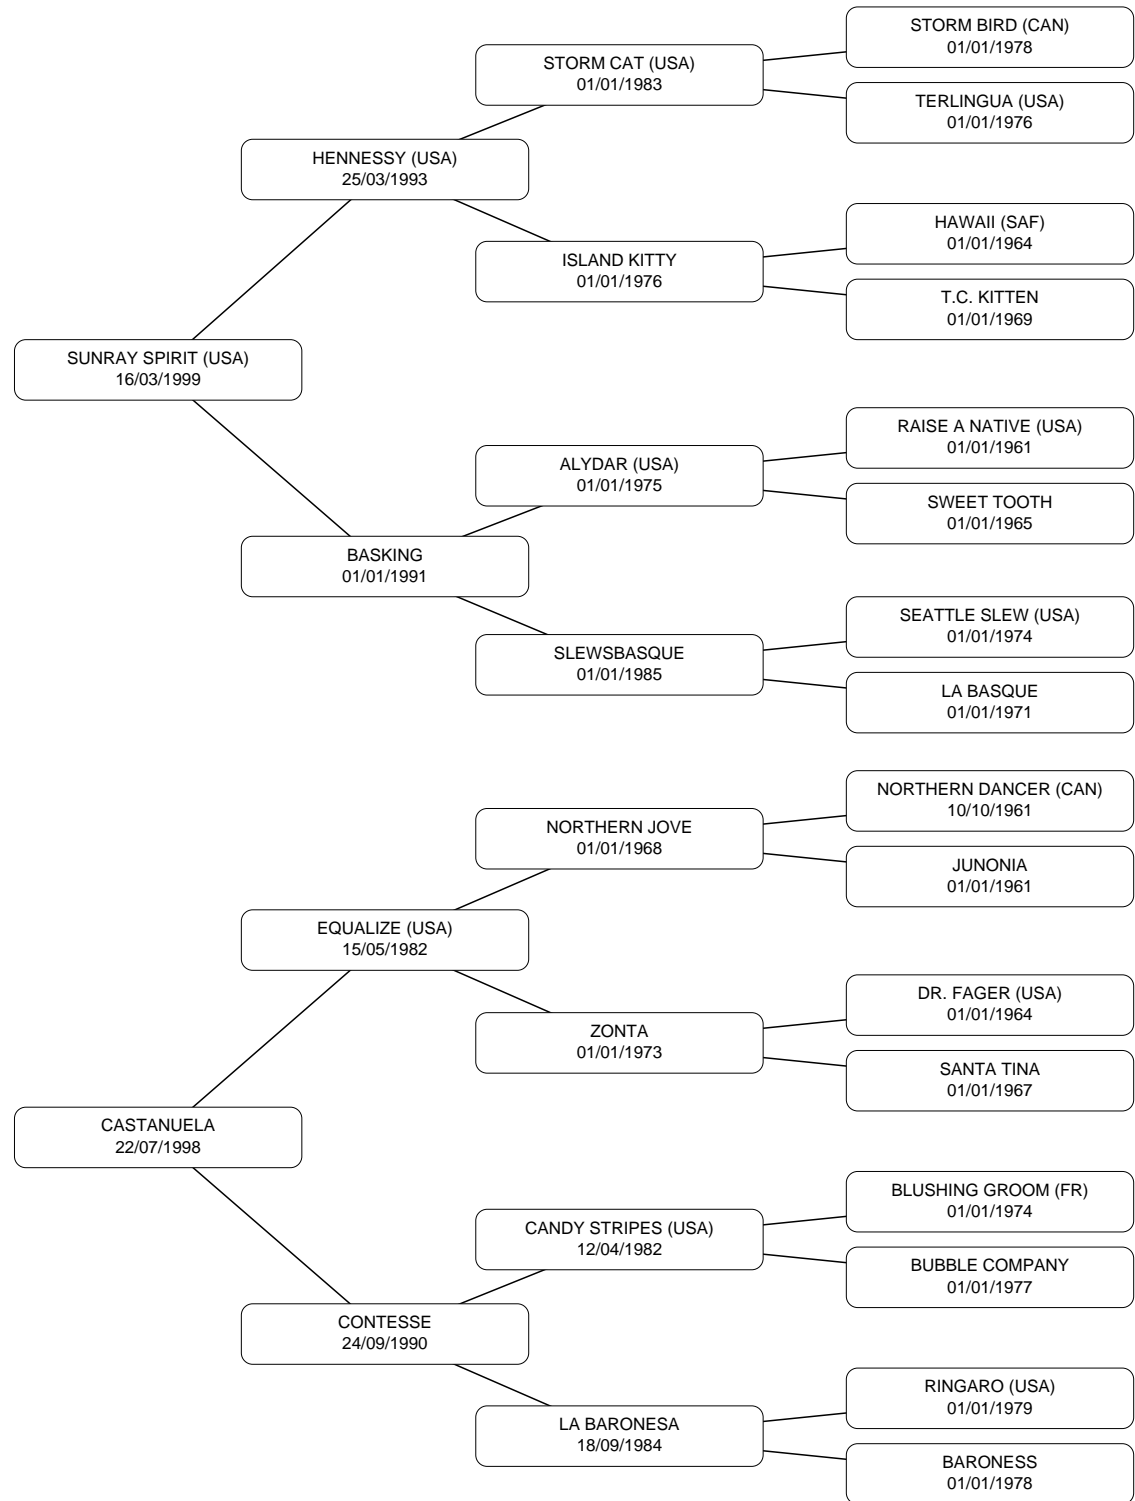 STORM BIRD (CAN)
01/01/1978
STORM CAT (USA)
01/01/1983
TERLINGUA (USA)
01/01/1976
HENNESSY (USA)
25/03/1993
HAWAII (SAF)
01/01/1964
ISLAND KITTY
01/01/1976
T.C. KITTEN
01/01/1969
SUNRAY SPIRIT (USA)
16/03/1999
RAISE A NATIVE (USA)
01/01/1961
ALYDAR (USA)
01/01/1975
SWEET TOOTH
01/01/1965
BASKING
01/01/1991
SEATTLE SLEW (USA)
01/01/1974
SLEWSBASQUE
01/01/1985
LA BASQUE
01/01/1971
NORTHERN DANCER (CAN)
10/10/1961
NORTHERN JOVE
01/01/1968
JUNONIA
01/01/1961
EQUALIZE (USA)
15/05/1982
DR. FAGER (USA)
01/01/1964
ZONTA
01/01/1973
SANTA TINA
01/01/1967
CASTANUELA
22/07/1998
BLUSHING GROOM (FR)
01/01/1974
CANDY STRIPES (USA)
12/04/1982
BUBBLE COMPANY
01/01/1977
CONTESSE
24/09/1990
RINGARO (USA)
01/01/1979
LA BARONESA
18/09/1984
BARONESS
01/01/1978